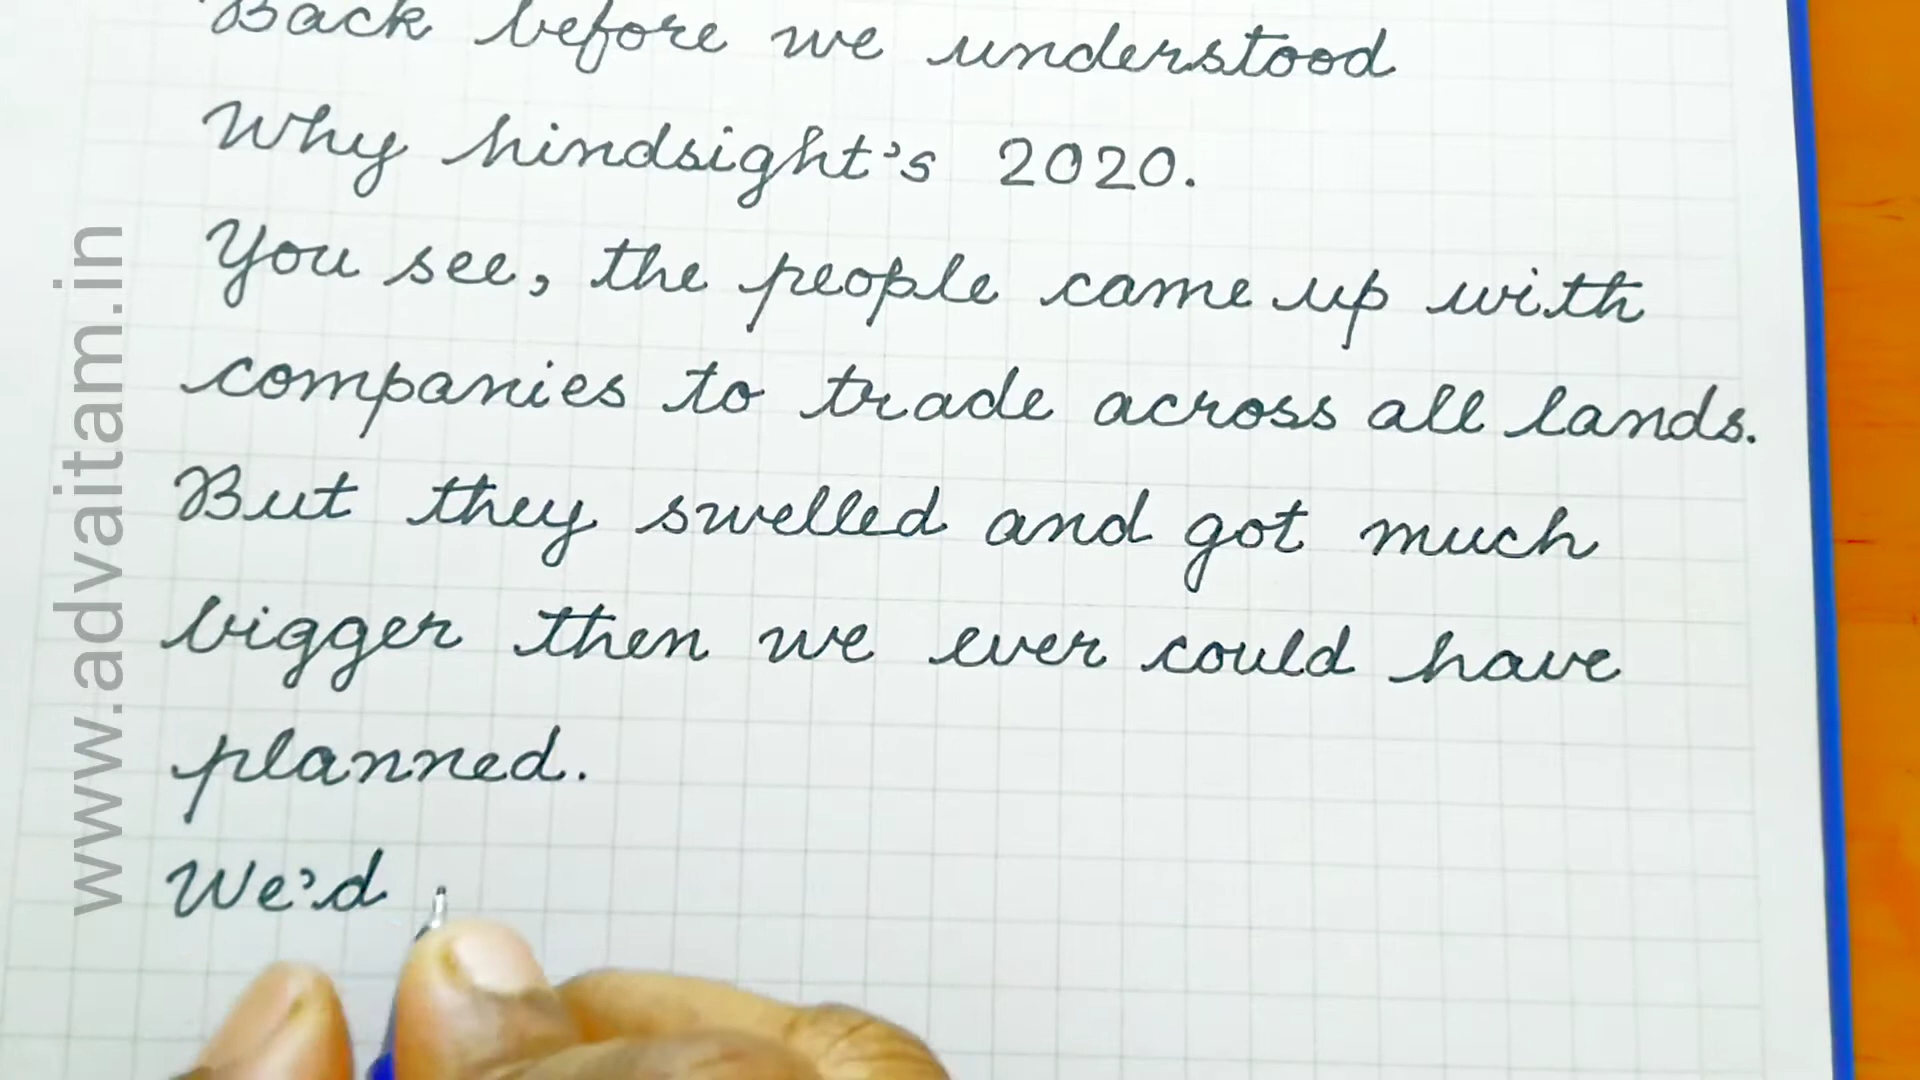 Back before we understood
Why hindsight's 2020.
You see, the people came up with
companies to trade across all lands.
But they swelled and got much
bigger then we ever could have
planned.
We'd
www.advaitam.in